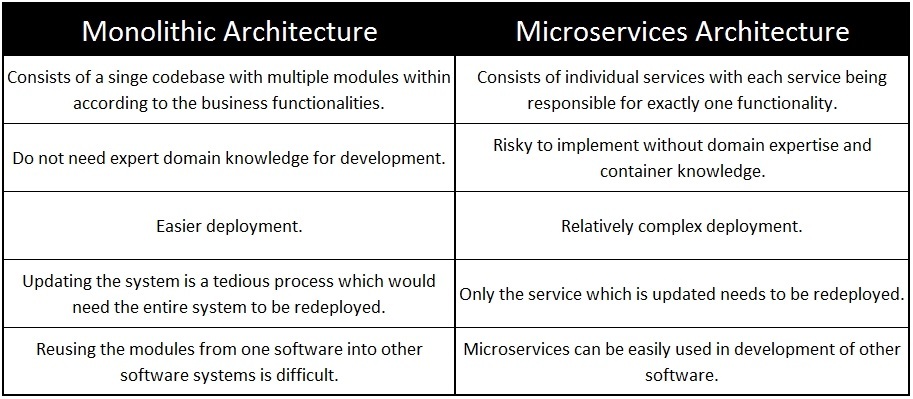 Monolithic Architecture
Microservices Architecture
Consists of a singe codebase with multiple modules within
according to the business functionalities.
Consists of individual services with each service being
responsible for exactly one functionality.
Do not need expert domain knowledge for development.
Risky to implement without domain expertise and
container knowledge.
Easier deployment.
Relatively complex deployment.
Updating the system is a tedious process which would
need the entire system to be redeployed.
Only the service which is updated needs to be redeployed.
Reusing the modules from one software into other
software systems is difficult.
Microservices can be easily used in development of other
software.